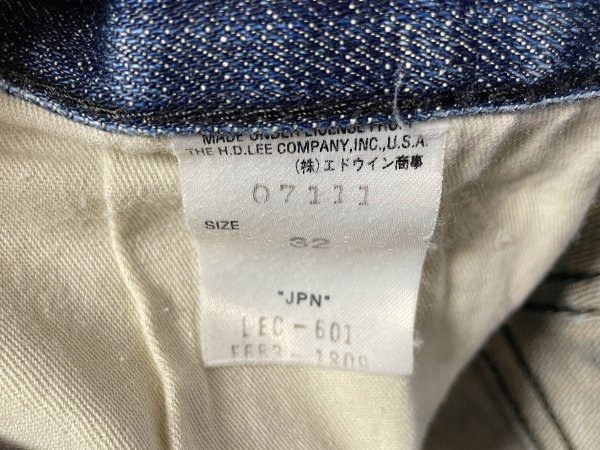 MADE UNDER LICENSE FROM
THE H.D.LEE COMPANY,INC.,U.S.A.
(株)エドウイン商事
07111
SIZE
32
"JPN"
LEC-601